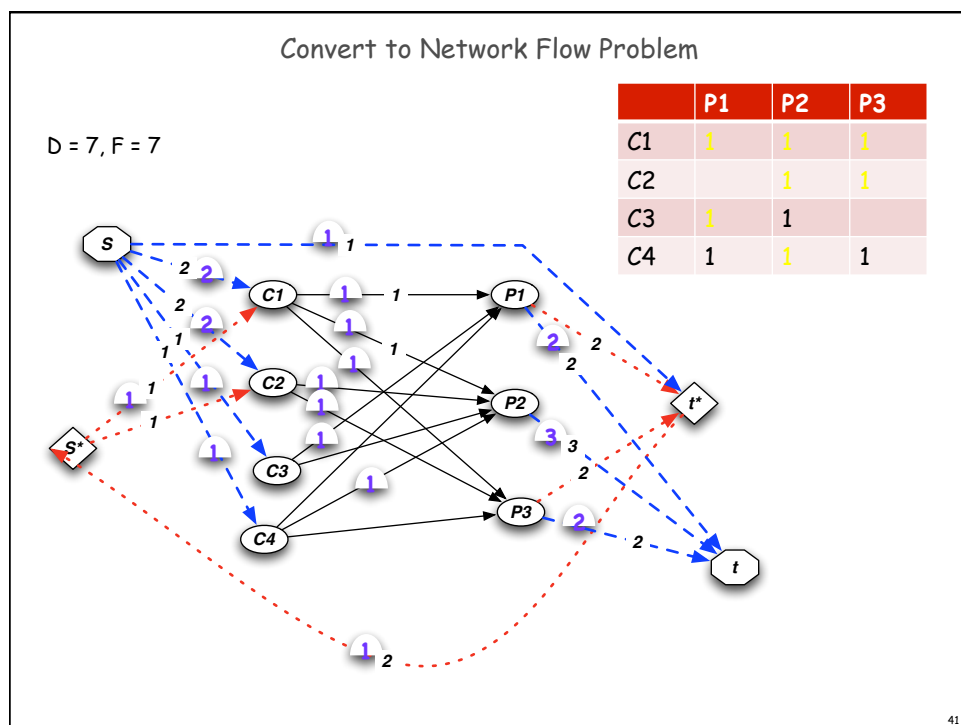 Convert to Network Flow Problem
P1 P2 P3
C1 1 1 1
C2 1 1
C3 1 1
C4 1 1 1
D = 7, F = 7
S
1 1
2 2
C1
1 1
P1
1
2
2 2
1
1
2 2
1 1
1
1
1 1
C2
1
P2
t*
1
1
3 3
S*
1
C3
1
1
2
C4
P3
2 2
t
1 2
41